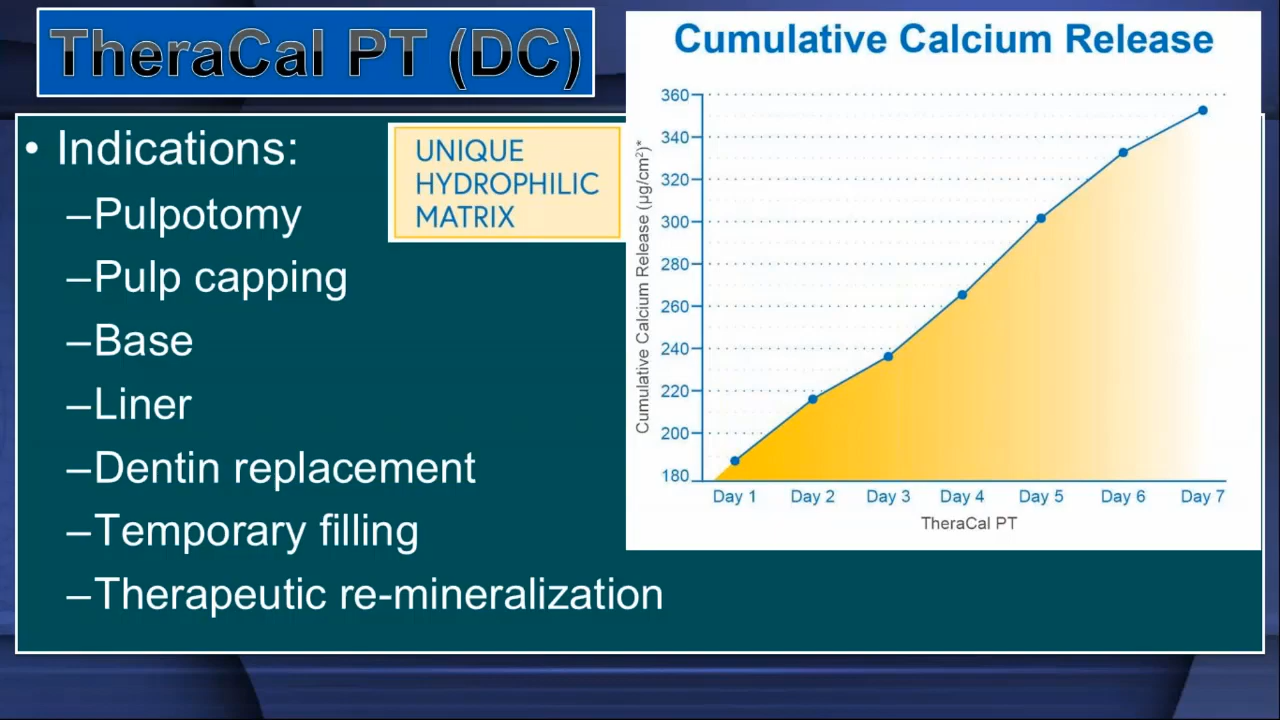 TheraCal PT (DC)
• Indications:
–Pulpotomy
–Pulp capping
–Base
–Liner
–Dentin replacement
–Temporary filling
–Therapeutic re-mineralization
UNIQUE
HYDROPHILIC
MATRIX
Cumulative Calcium Release
Cumulative Calcium Release (µg/cm²)*
360
340
320
300
280
260
240
220
200
180
Day 1 Day 2 Day 3 Day 4 Day 5 Day 6 Day 7
TheraCal PT